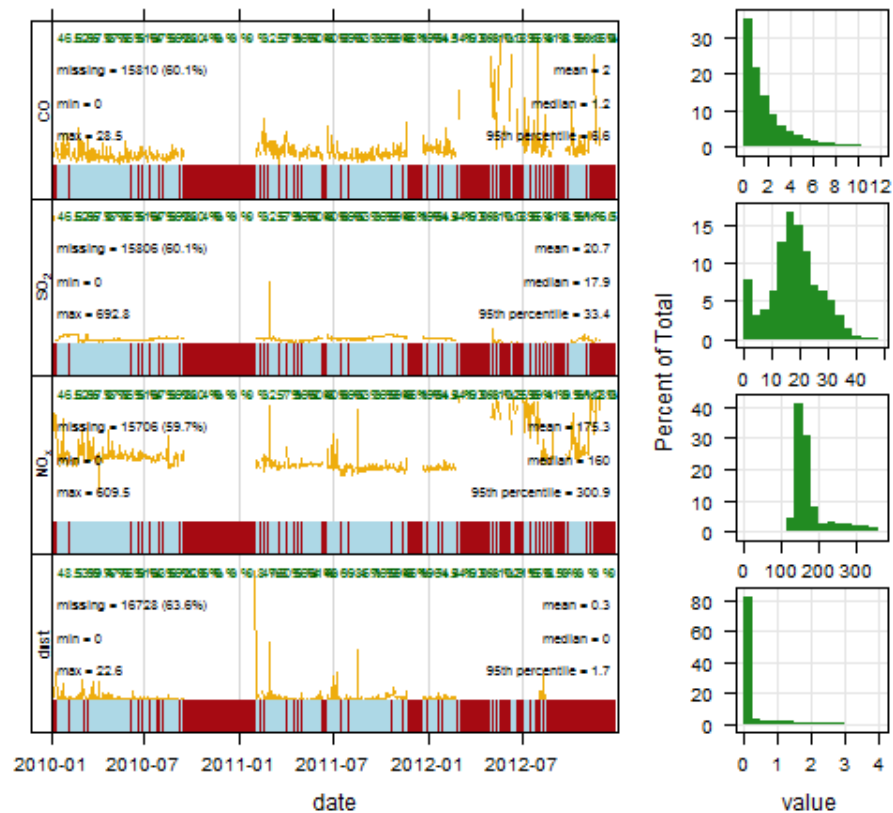 CO
missing = 15810 (60.1%)
min = 0
max = 28.5
mean = 2
median = 1.2
95th percentile = 6.6
SO2
missing = 15806 (60.1%)
min = 0
max = 692.8
mean = 20.7
median = 17.9
95th percentile = 33.4
NOx
missing = 15706 (59.7%)
min = 0
max = 609.5
mean = 175.3
median = 160
95th percentile = 300.9
dist
missing = 16728 (63.6%)
min = 0
max = 22.6
mean = 0.3
median = 0
95th percentile = 1.7
2010-01 2010-07 2011-01 2011-07 2012-01 2012-07
date
30
20
10
0
0 2 4 6 8 10 12
15
10
5
0
0 10 20 30 40
Percent of Total
40
30
20
10
0
0 100 200 300
80
60
40
20
0
0 1 2 3 4
value